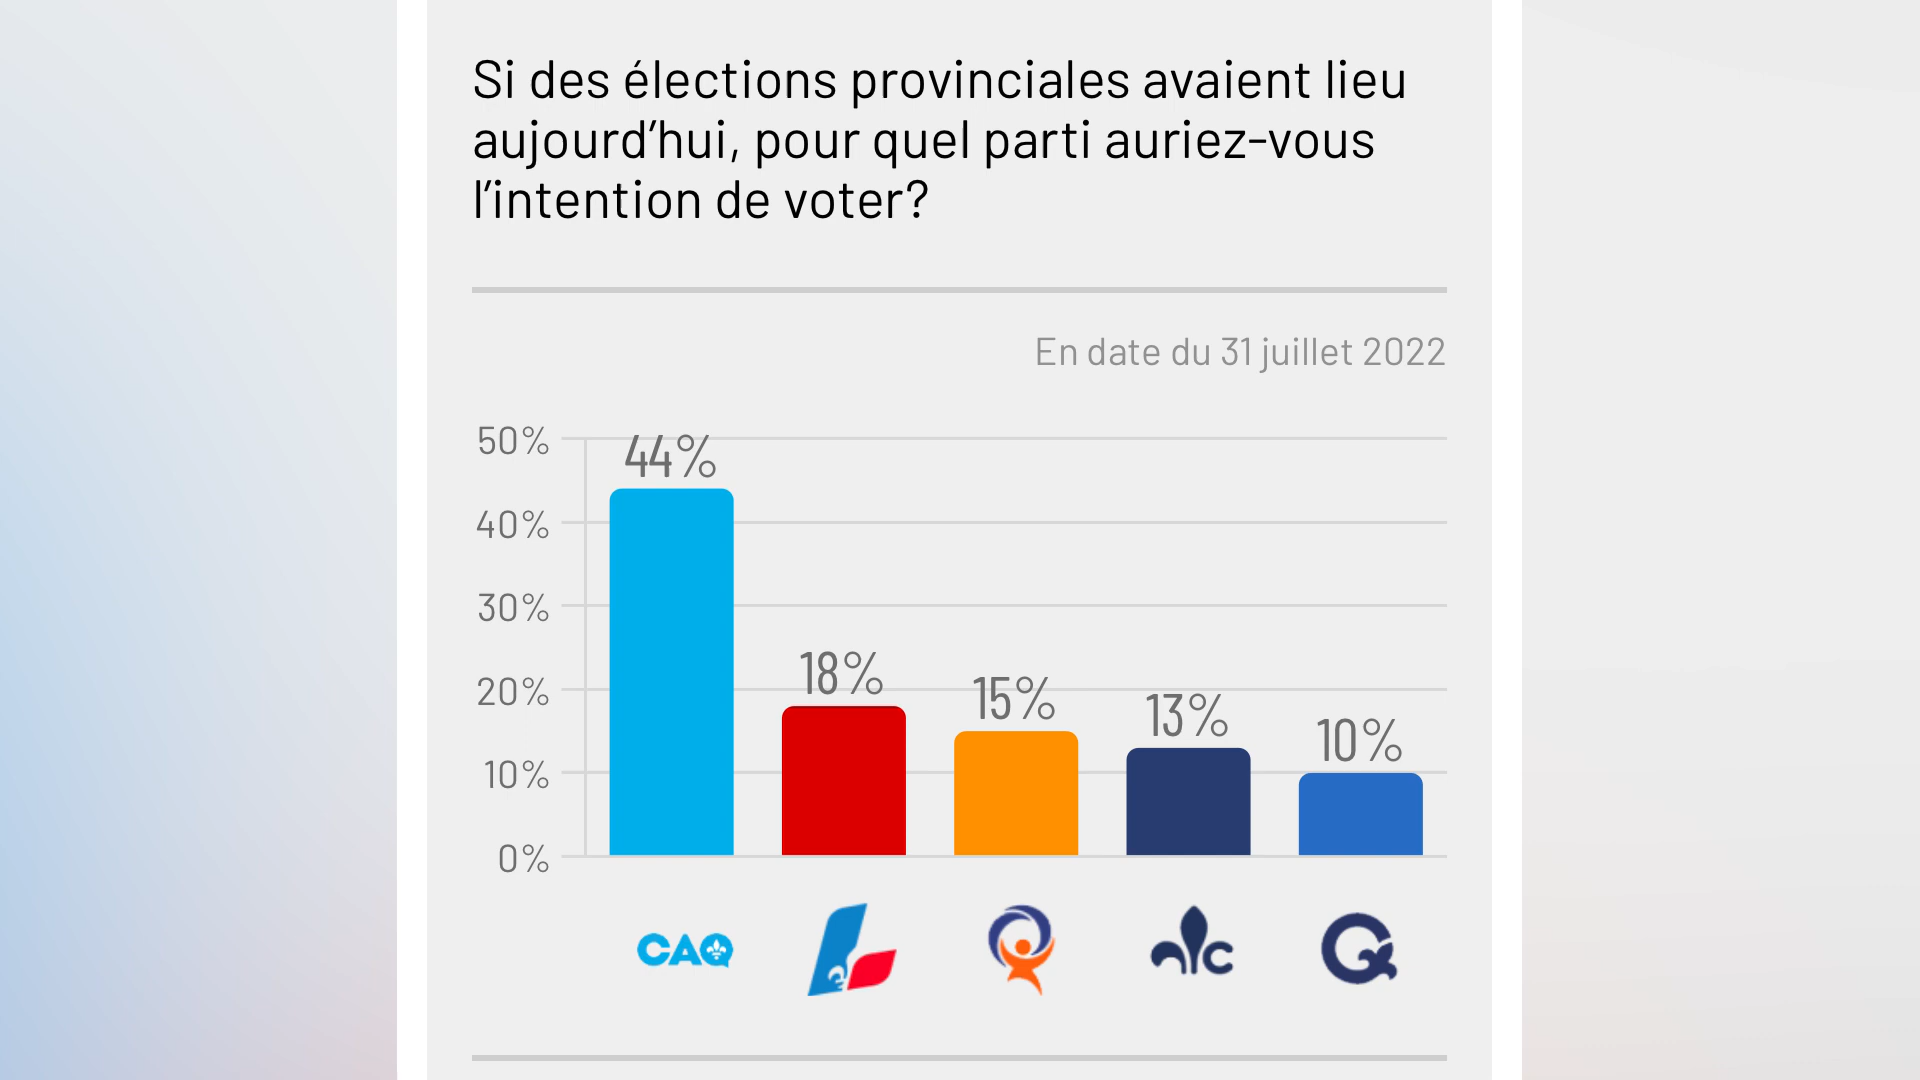 Si des élections provinciales avaient lieu
aujourd’hui, pour quel parti auriez-vous
l’intention de voter?
En date du 31 juillet 2022
50%
40%
30%
20%
10%
0%
44%
18%
15%
13%
10%
CAQ